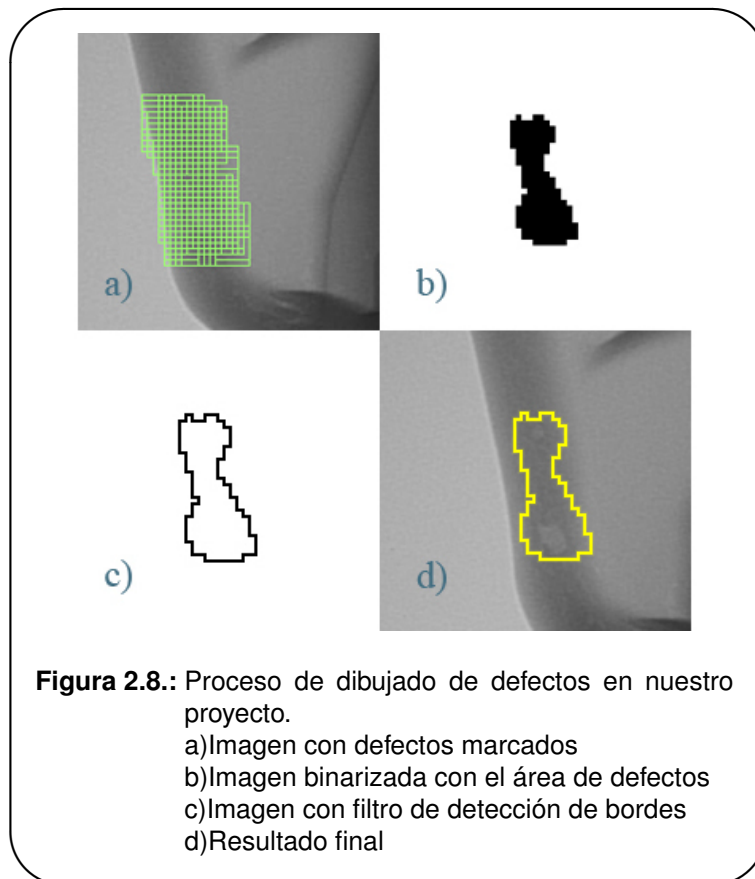 a)
b)
c)
d)
Figura 2.8.: Proceso de dibujado de defectos en nuestro
proyecto.
a)Imagen con defectos marcados
b)Imagen binarizada con el área de defectos
c)Imagen con filtro de detección de bordes
d)Resultado final